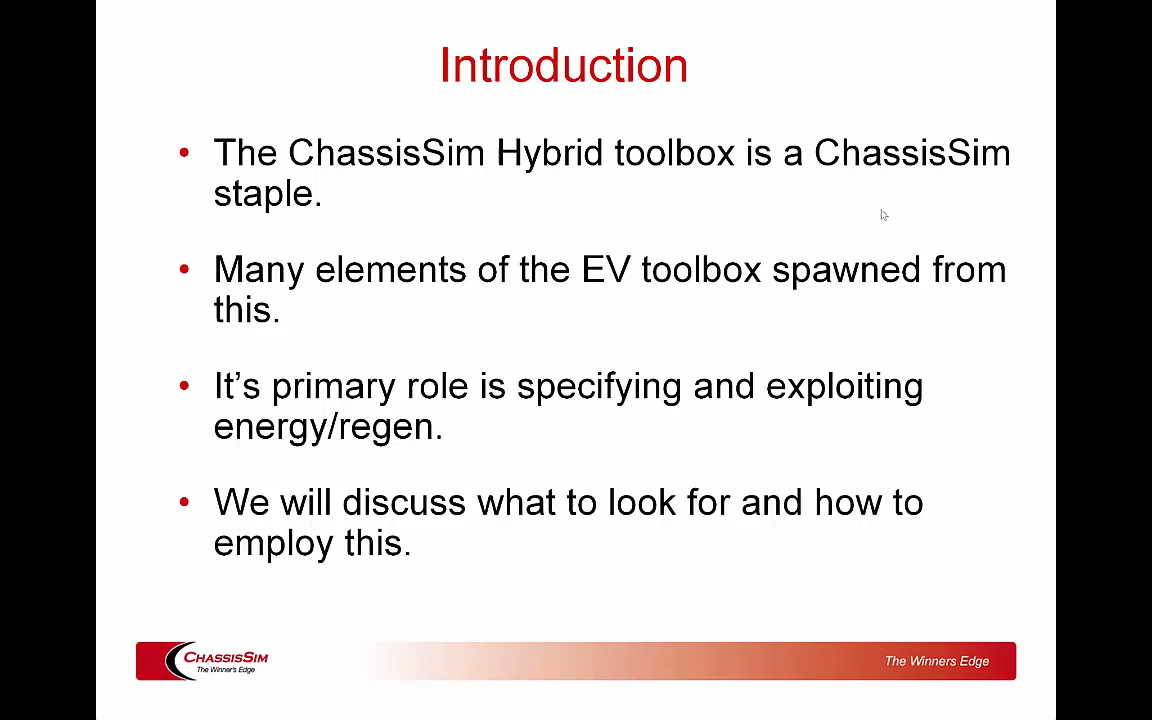 Introduction
• The ChassisSim Hybrid toolbox is a ChassisSim
staple.
• Many elements of the EV toolbox spawned from
this.
• It’s primary role is specifying and exploiting
energy/regen.
• We will discuss what to look for and how to
employ this.
CHASSISSIM
The Winner's Edge
The Winners Edge